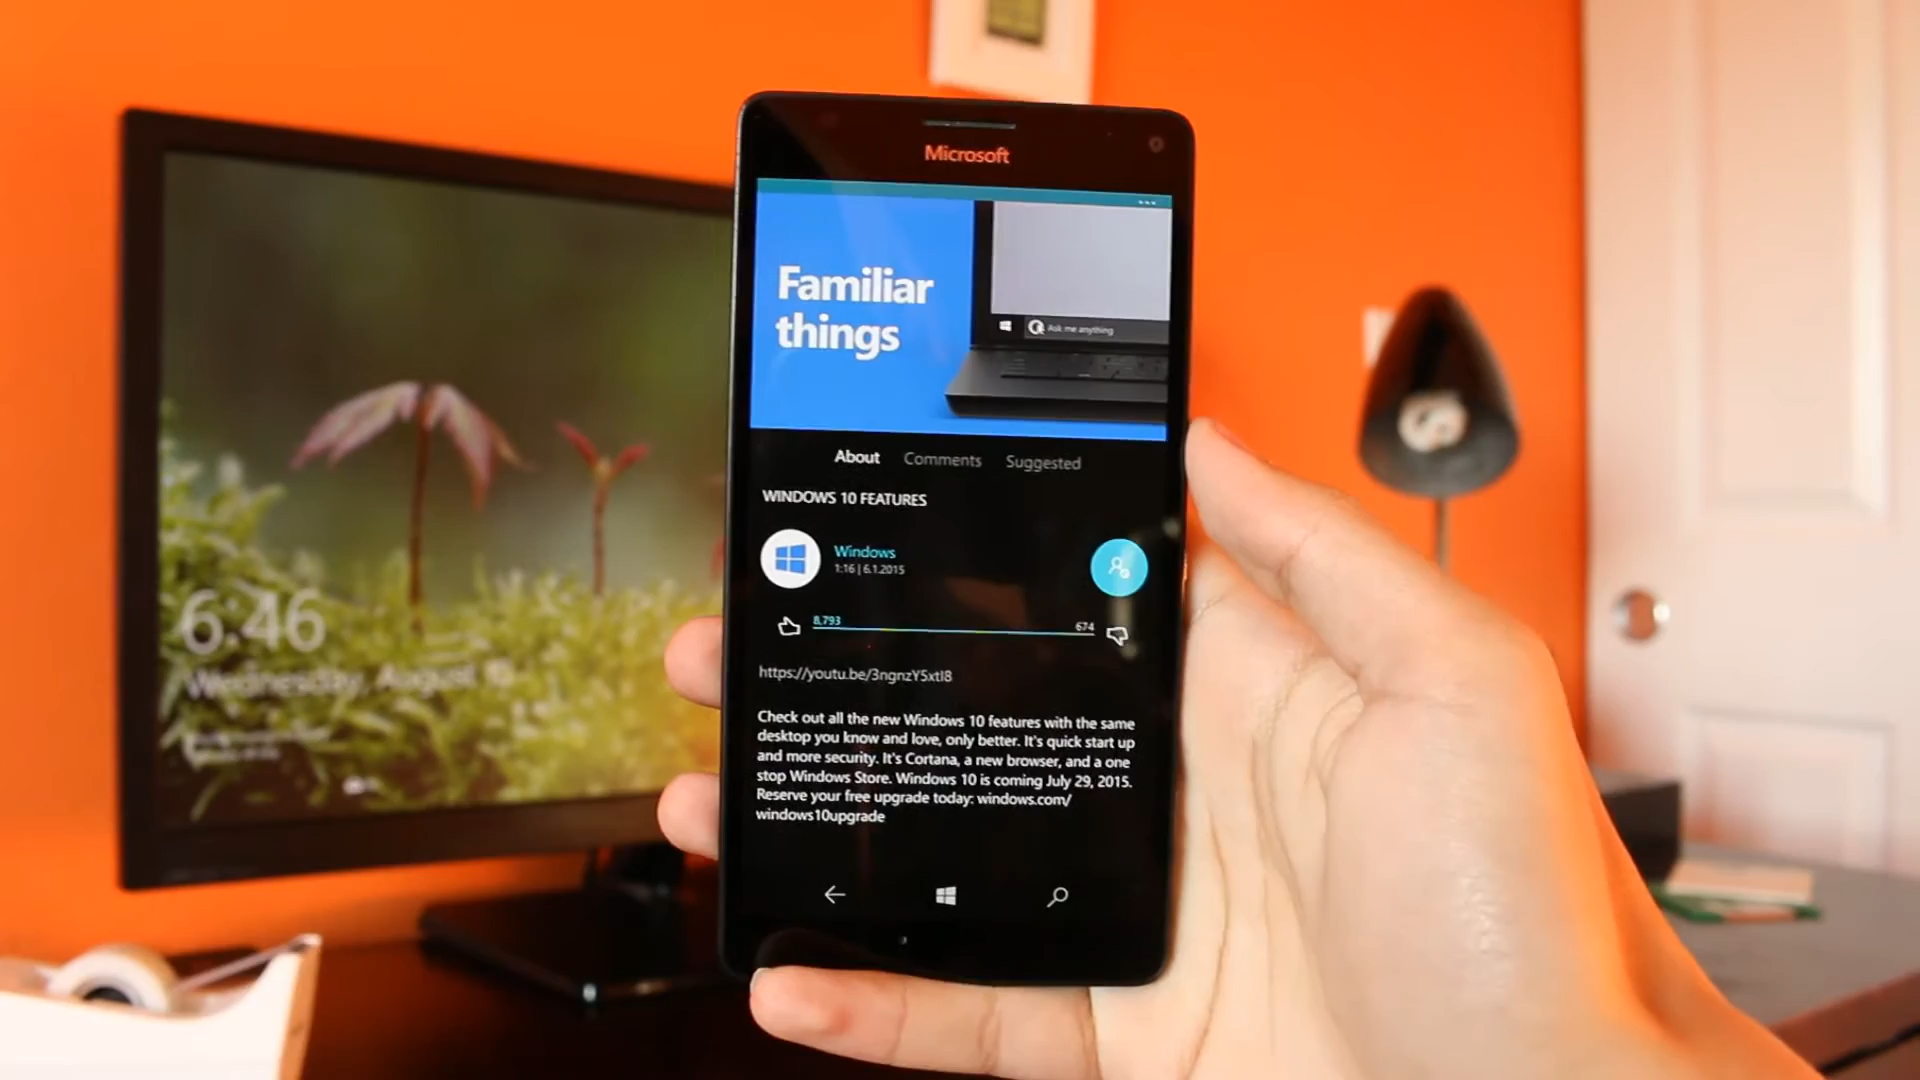 Microsoft
Familiar
things
Ask me anything
About Comments Suggested
WINDOWS 10 FEATURES
Windows
1:16 | 6.1.2015
8,793
674
https://youtu.be/3ngnzY5xtI8
Check out all the new Windows 10 features with the same
desktop you know and love, only better. It's quick start up
and more security. It's Cortana, a new browser, and a one
stop Windows Store. Windows 10 is coming July 29, 2015.
Reserve your free upgrade today: windows.com/
windows10upgrade
6:46
Wednesday, August